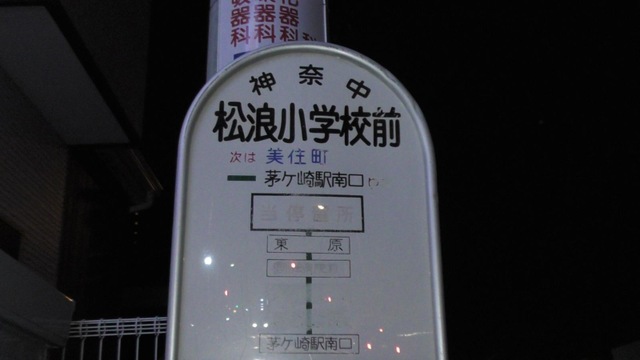 器器器
科科科科
神奈中
松浪小学校前
次は 美住町
茅ケ崎駅南口
当停留所
東原
茅ケ崎駅南口